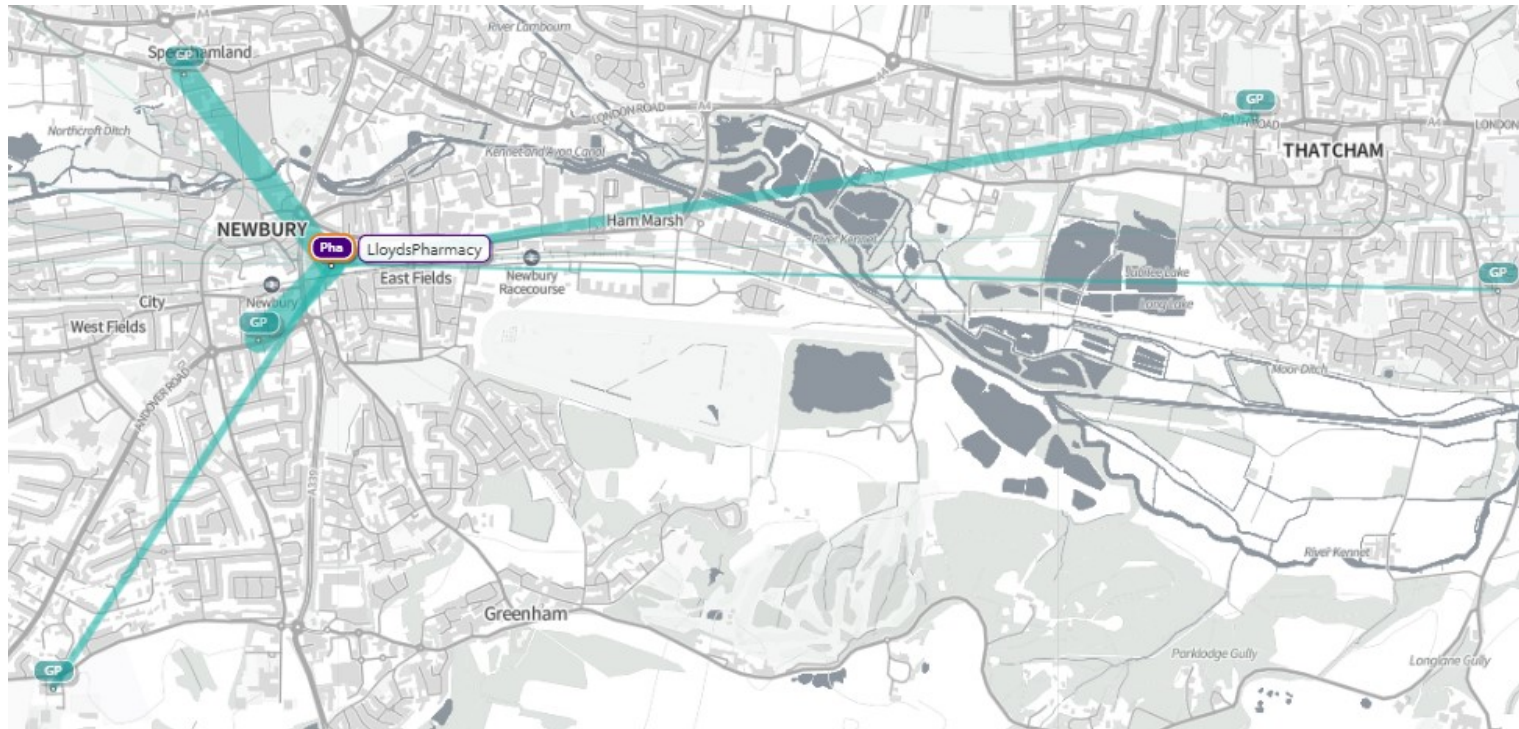 A4
River Lambourn
Speenhamland
GP
LONDON ROAD
A4
GP
A4
LONDON
Northcroft Ditch
THATCHAM
Kennet and Avon Canal
NEWBURY
Ham Marsh
Pha
LloydsPharmacy
River Kennet
East Fields
Newbury
Racecourse
Jubilee Lake
GP
Newbury
City
Long Lake
West Fields
GP
Moor Ditch
ANDOVER ROAD
A339
River Kennet
Greenham
GP
Parklodge Gully
Longlane Gully